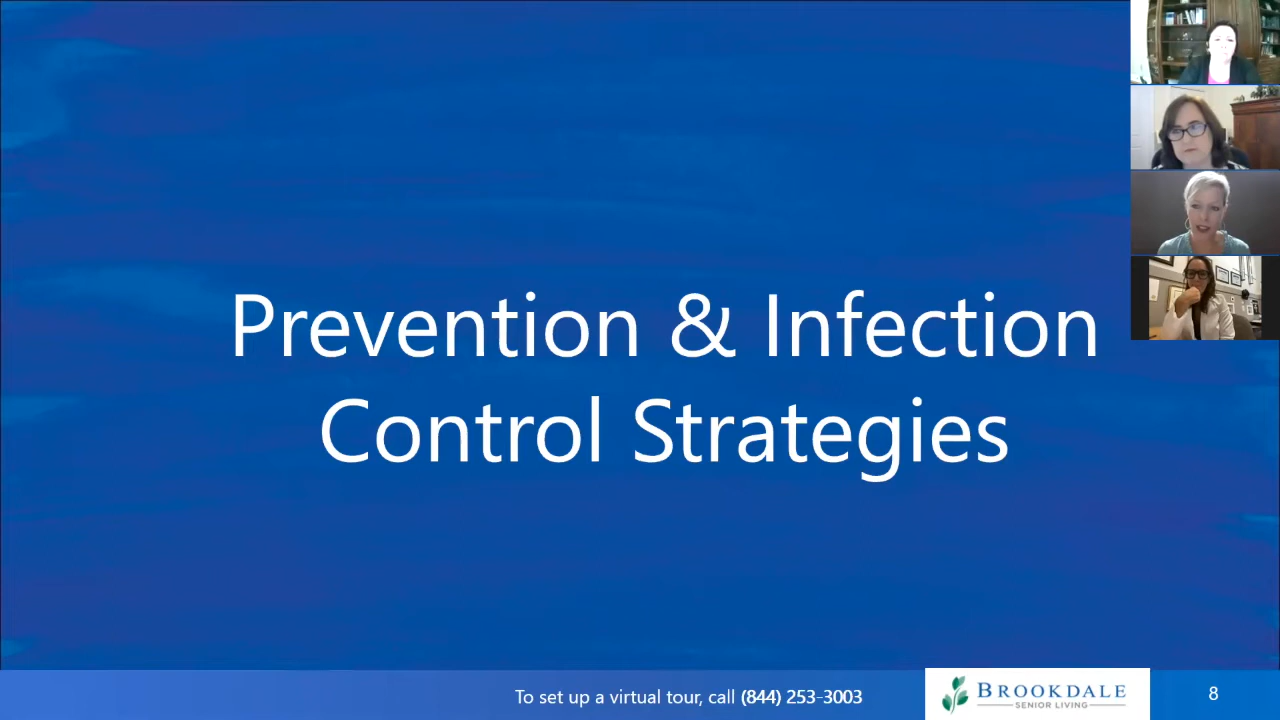 Prevention & Infection
Control Strategies
To set up a virtual tour, call (844) 253-3003
BROOKDALE
SENIOR LIVING
8